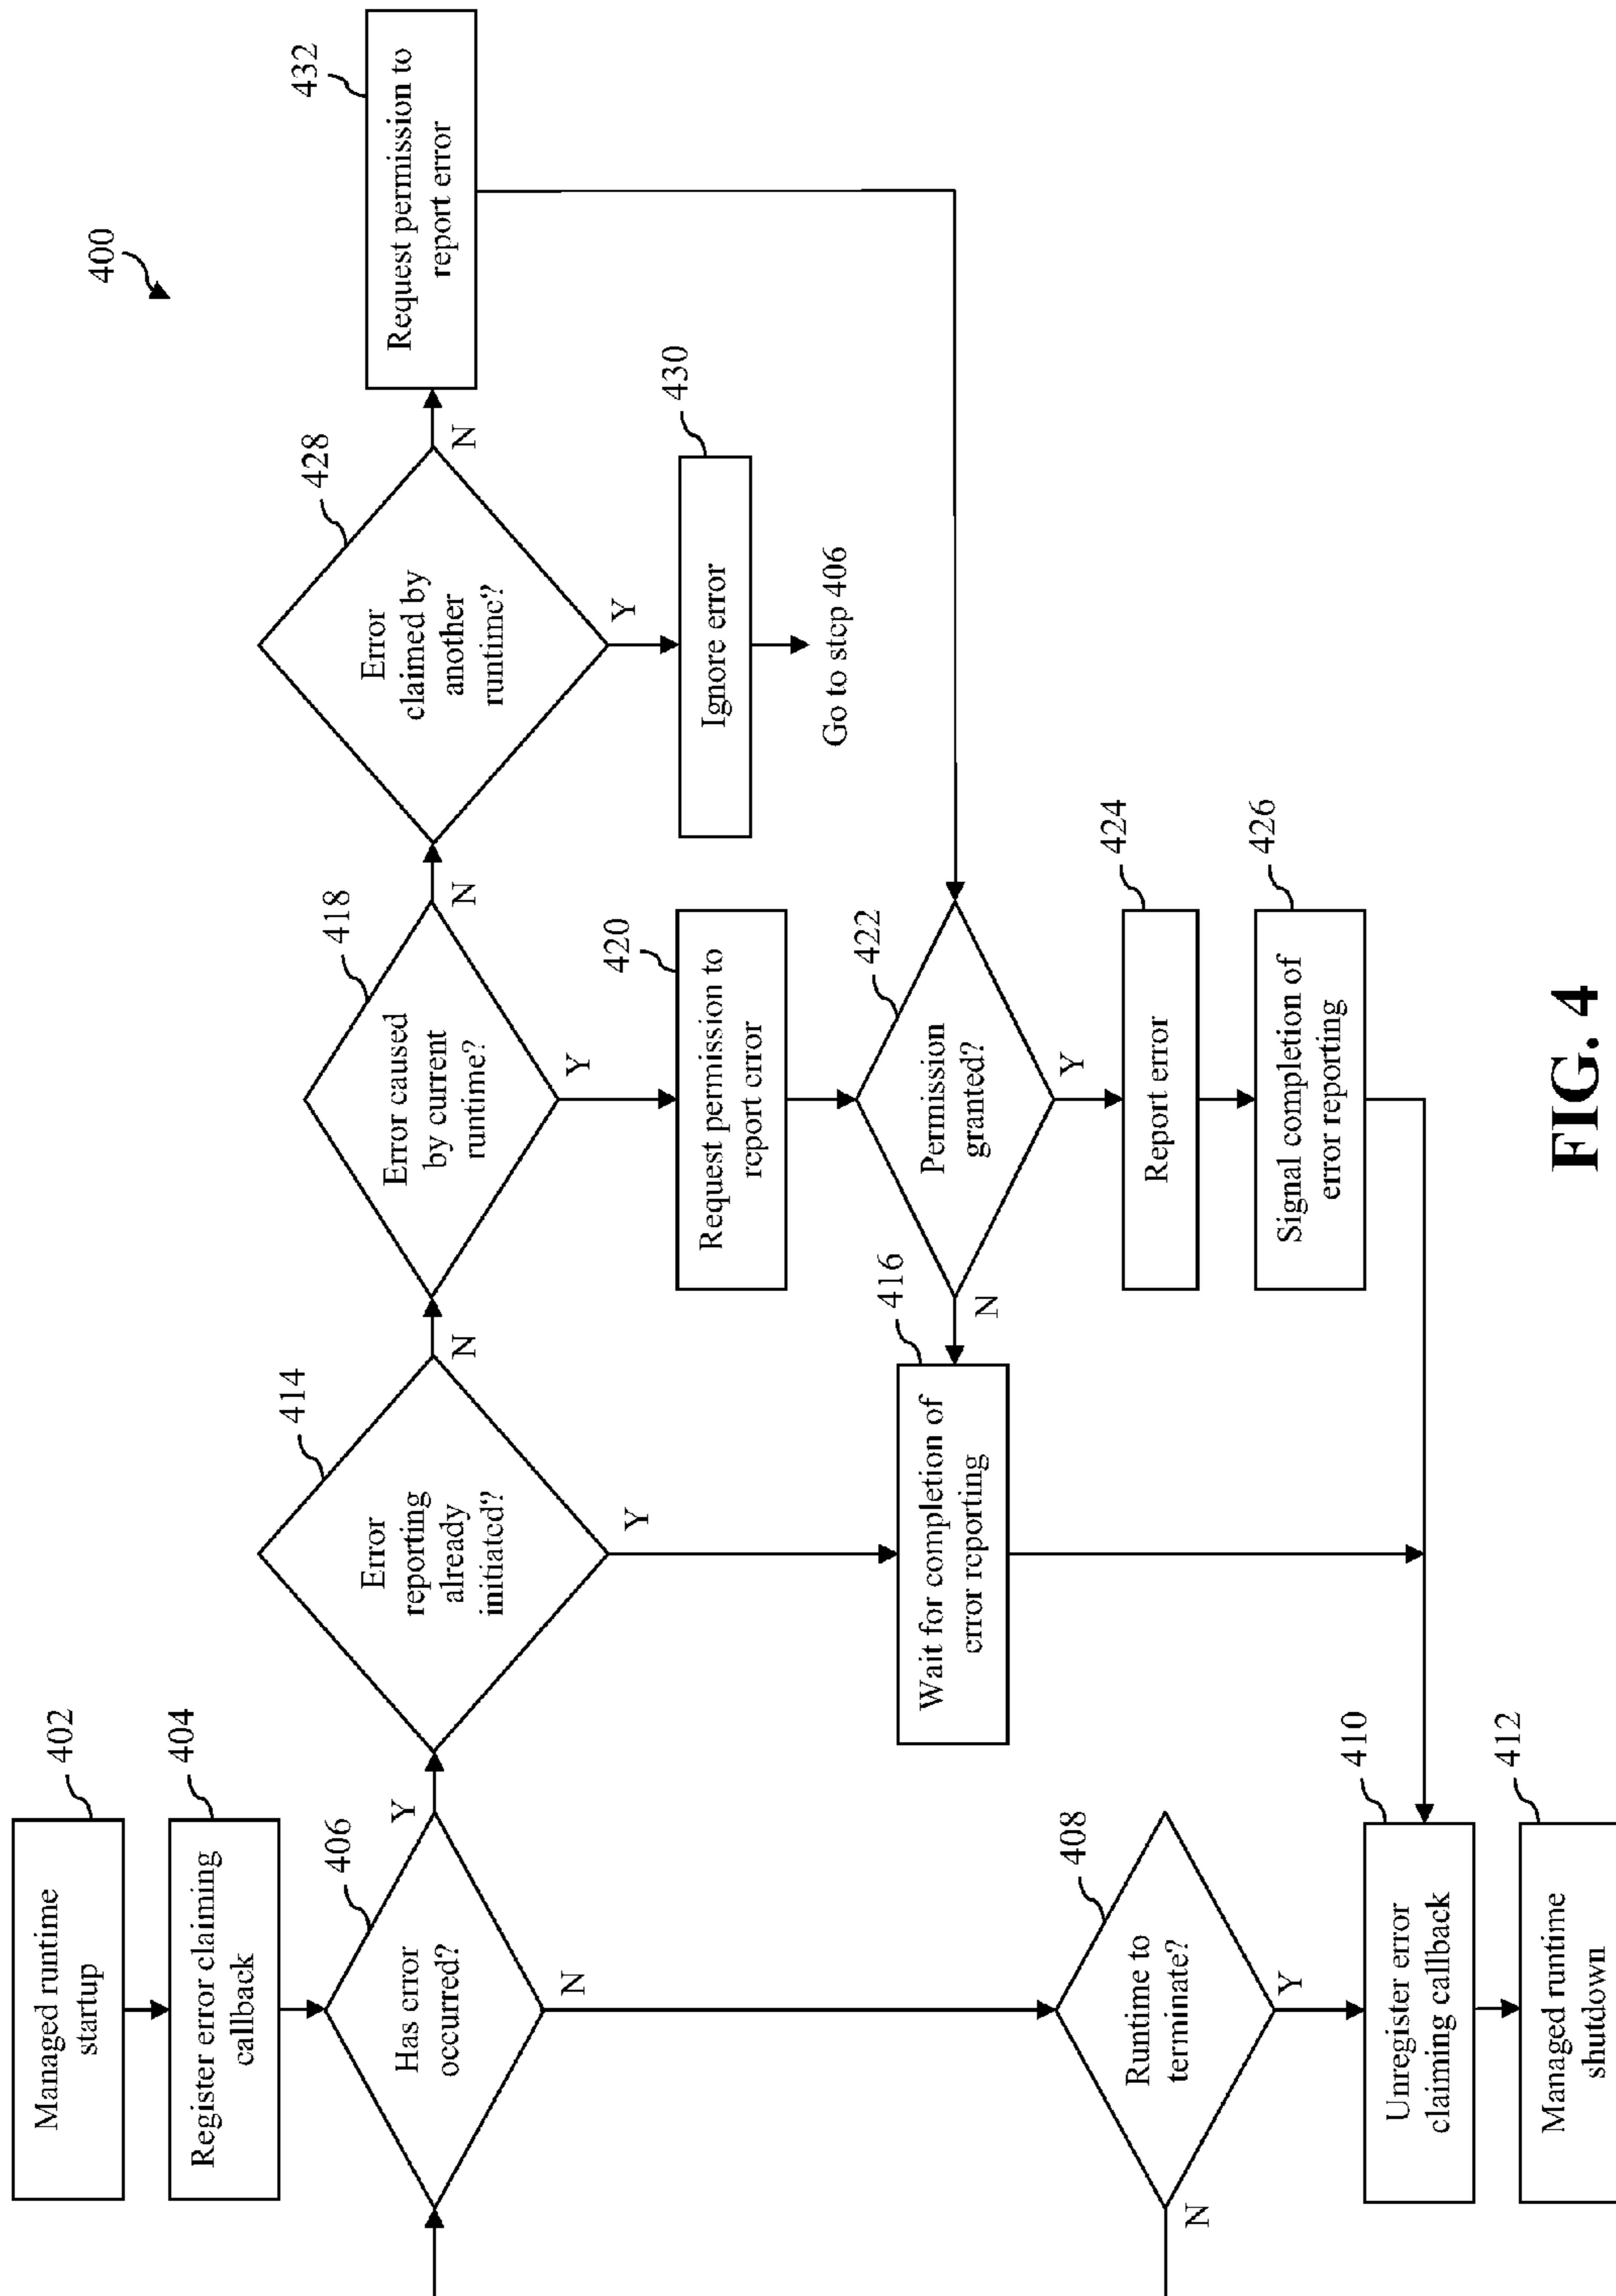 400
Managed runtime
startup
402
Register error claiming
callback
404
Has error
occurred?
406
Y
N
Error
reporting
already
initiated?
414
N
Y
Error caused
by current
runtime?
418
N
Y
Error
claimed by
another
runtime?
428
N
Y
Request permission to
report error
432
Ignore error
430
Go to step 406
Request permission to
report error
420
Permission
granted?
422
N
Y
Wait for completion of
error reporting
416
Report error
424
Signal completion of
error reporting
426
Runtime to
terminate?
408
N
Y
Unregister error
claiming callback
410
Managed runtime
shutdown
412
FIG. 4